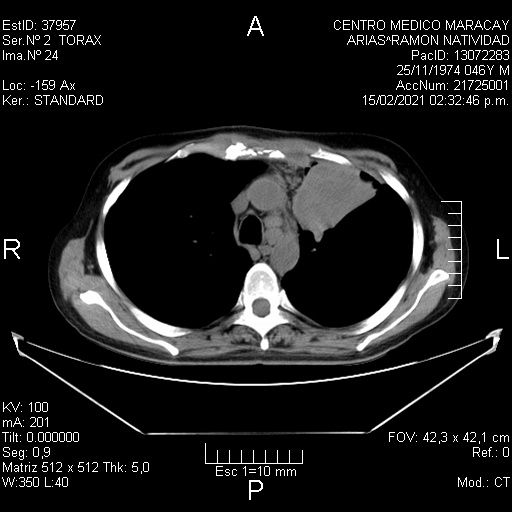 EstID: 37957
Ser.Nº 2 TORAX
Ima.Nº 24
Loc: -159 Ax
Ker.: STANDARD
A
CENTRO MEDICO MARACAY
ARIAS^RAMON NATIVIDAD
PacID: 13072283
25/11/1974 046Y M
AccNum: 21725001
15/02/2021 02:32:46 p.m.
R
L
KV: 100
mA: 201
Tilt: 0.000000
Seg: 0,9
Matriz 512 x 512 Thk: 5,0
W:350 L:40
Esc 1=10 mm
P
FOV: 42,3 x 42,1 cm
Ref.: 0
Mod.: CT